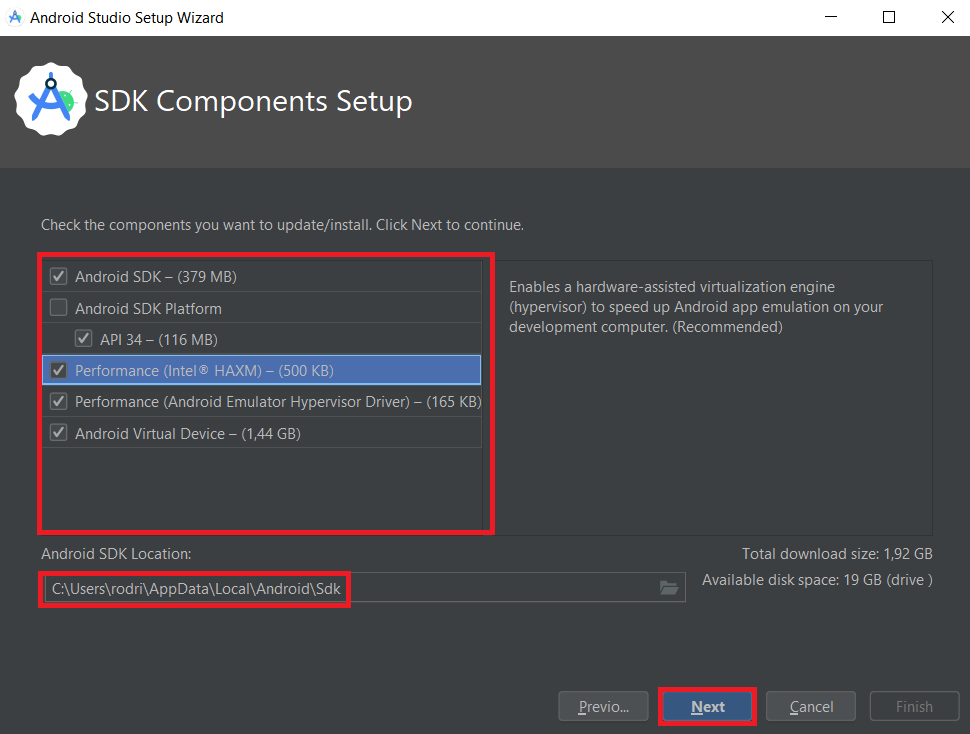 Android Studio Setup Wizard
SDK Components Setup
Check the components you want to update/install. Click Next to continue.
Android SDK – (379 MB)
Android SDK Platform
API 34 – (116 MB)
Performance (Intel® HAXM) – (500 KB)
Performance (Android Emulator Hypervisor Driver) – (165 KB)
Android Virtual Device – (1,44 GB)
Enables a hardware-assisted virtualization engine
(hypervisor) to speed up Android app emulation on your
development computer. (Recommended)
Android SDK Location:
C:\Users\rodri\AppData\Local\Android\Sdk
Total download size: 1,92 GB
Available disk space: 19 GB (drive )
Previo...
Next
Cancel
Finish